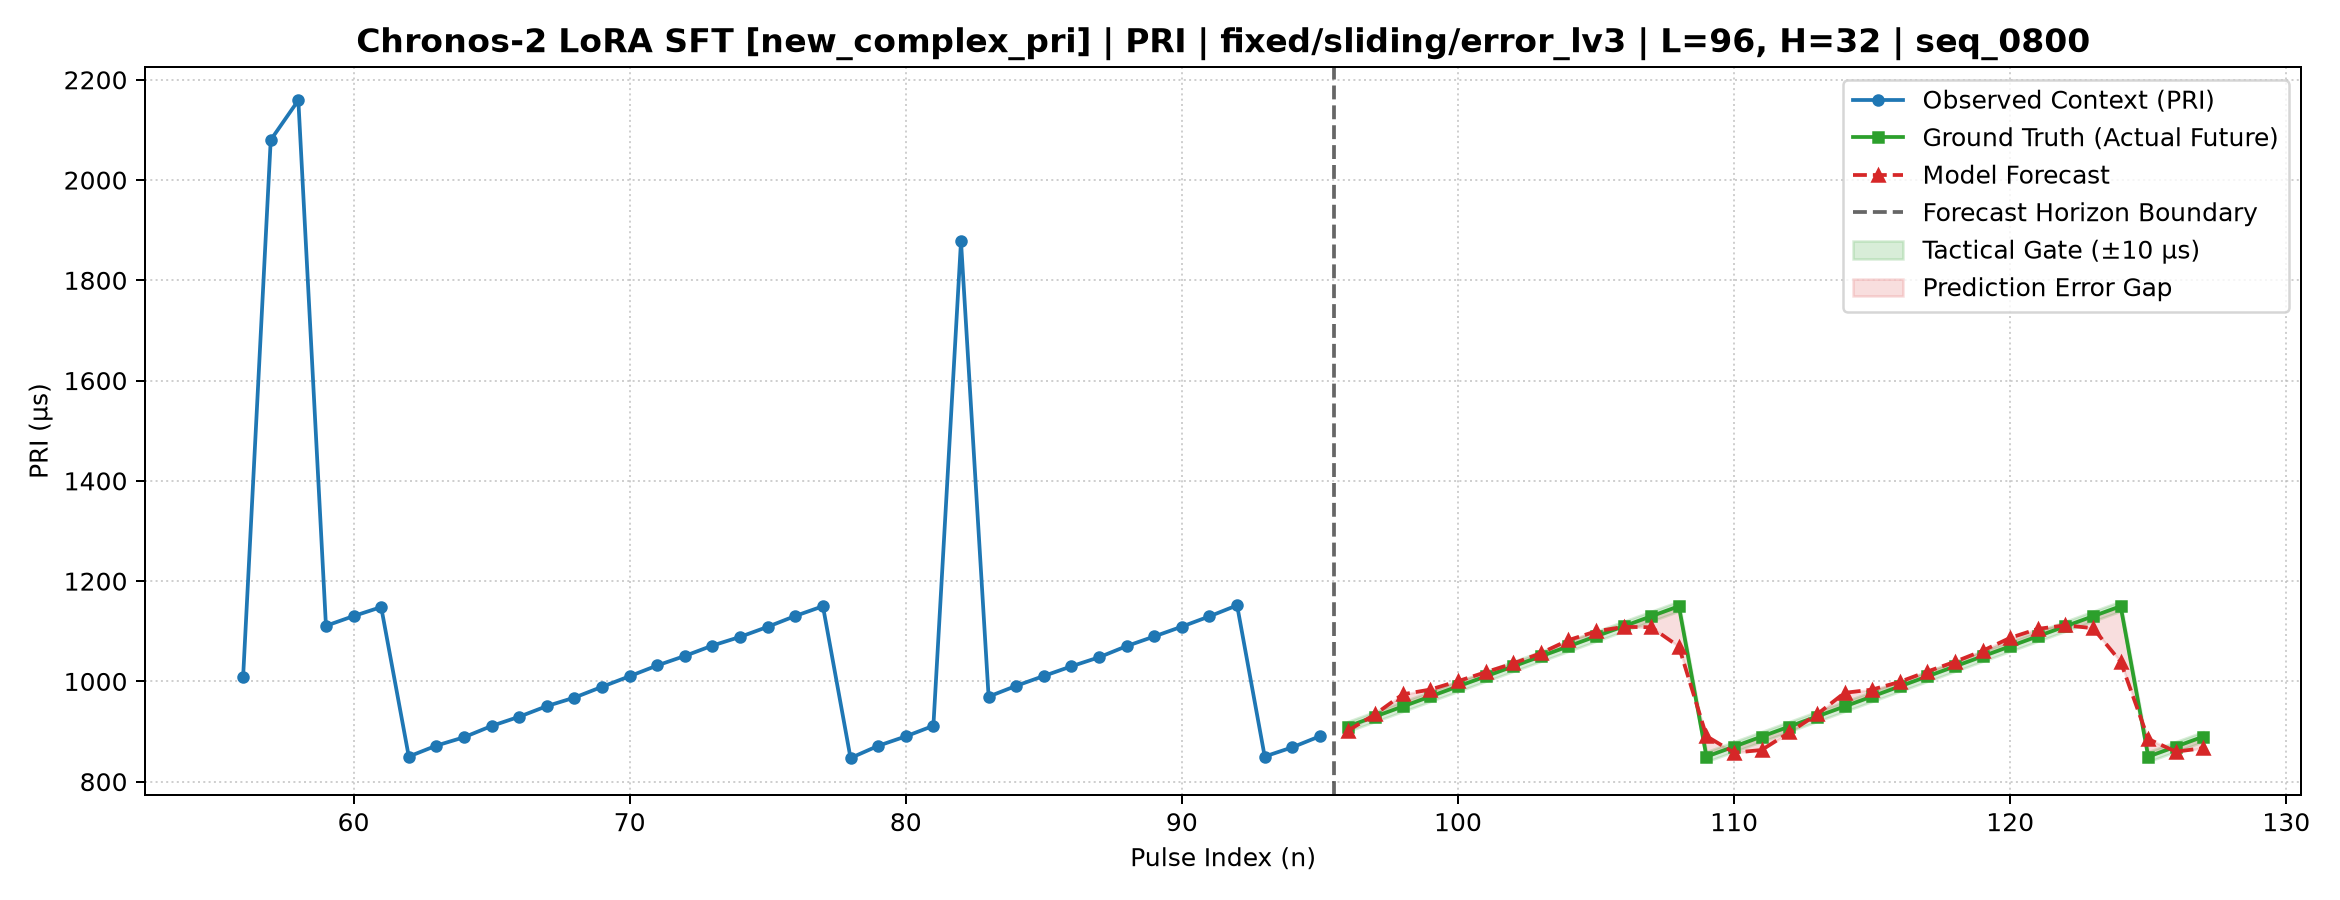 Chronos-2 LoRA SFT [new_complex_pri] | PRI | fixed/sliding/error_lv3 | L=96, H=32 | seq_0800
2200
2000
1800
1600
1400
1200
1000
800
PRI (µs)
Observed Context (PRI)
Ground Truth (Actual Future)
Model Forecast
Forecast Horizon Boundary
Tactical Gate (±10 µs)
Prediction Error Gap
60 70 80 90 100 110 120 130
Pulse Index (n)